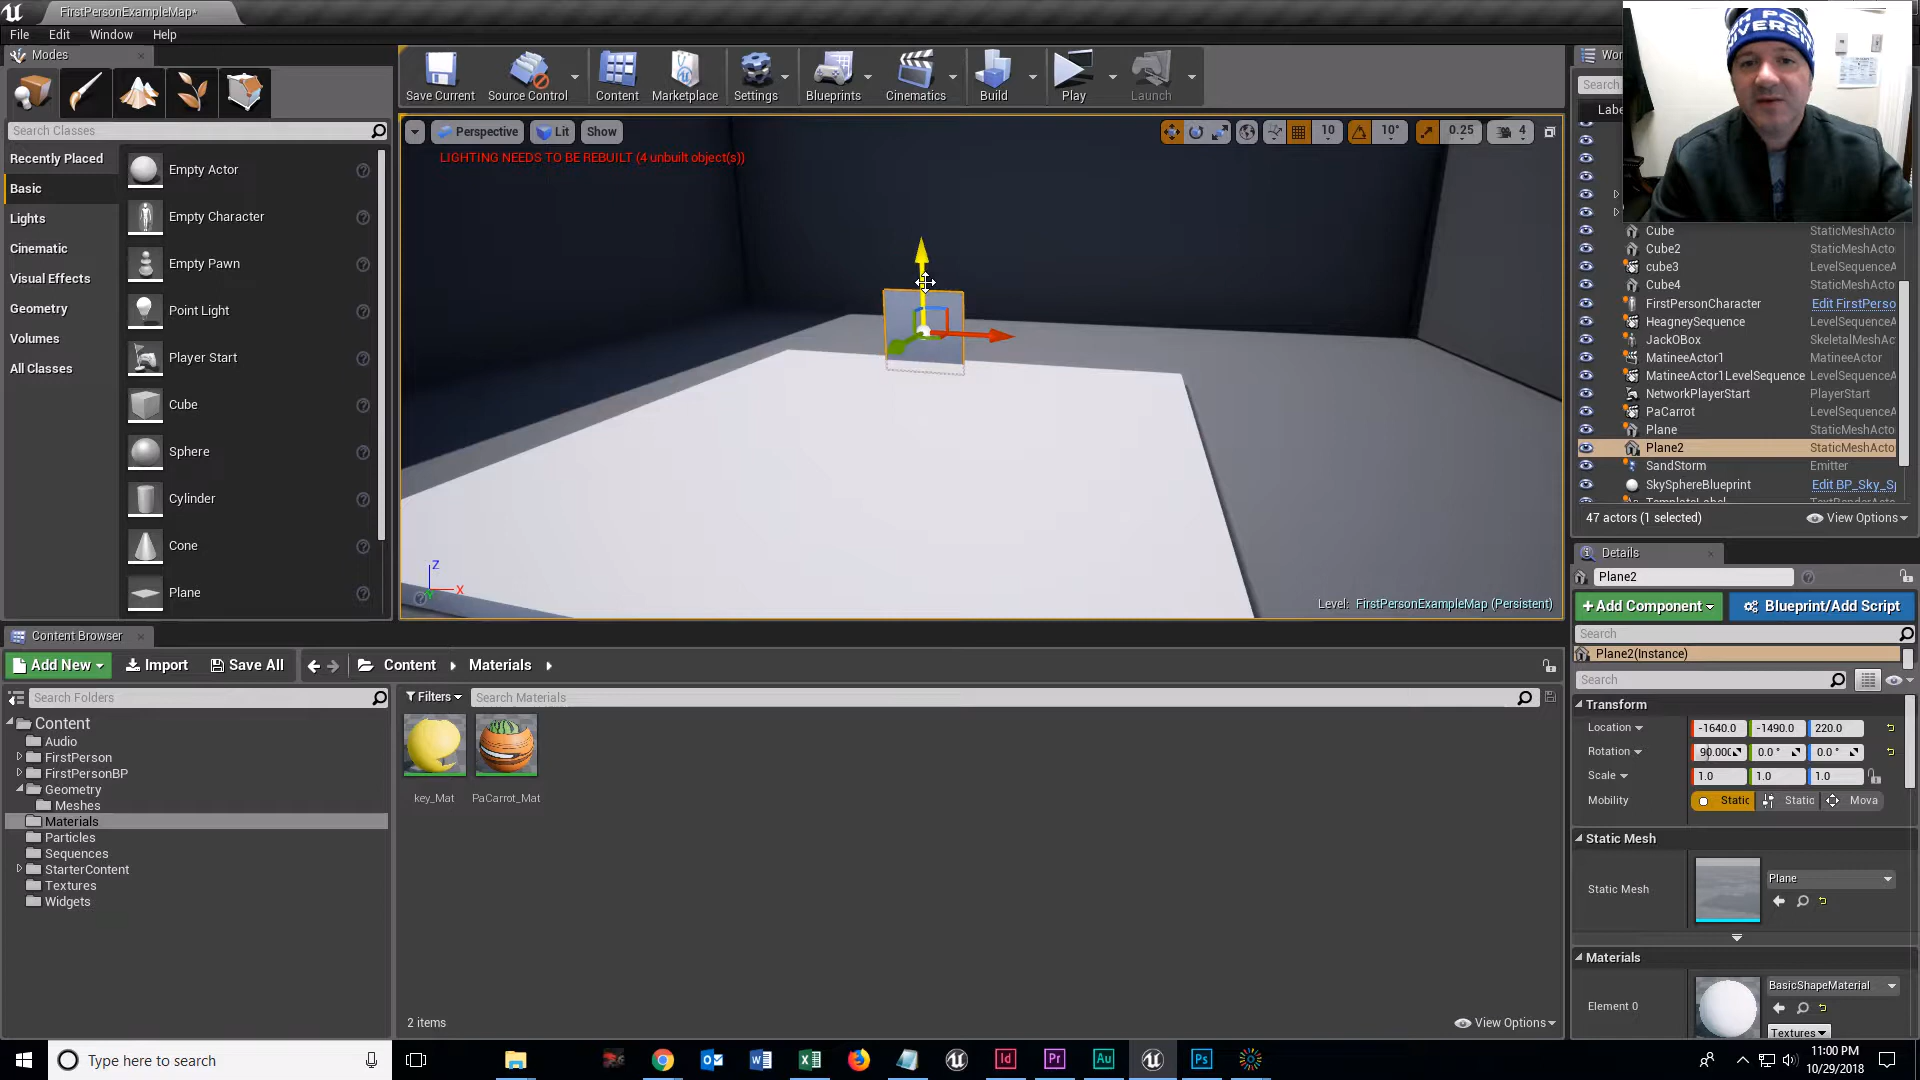 FirstPersonExampleMap*
File Edit Window Help
Modes
Search Classes
Recently Placed
Basic
Lights
Cinematic
Visual Effects
Geometry
Volumes
All Classes
Empty Actor
Empty Character
Empty Pawn
Point Light
Player Start
Cube
Sphere
Cylinder
Cone
Plane
Save Current
Source Control
Content
Marketplace
Settings
Blueprints
Cinematics
Build
Play
Launch
Perspective Lit Show
10 10° 0.25 4
LIGHTING NEEDS TO BE REBUILT (4 unbuilt object(s))
Z
X
Level: FirstPersonExampleMap (Persistent)
Search
Cube StaticMeshActo
Cube2 StaticMeshActo
cube3 LevelSequenceA
Cube4 StaticMeshActo
FirstPersonCharacter Edit FirstPerso
HeagneySequence LevelSequenceA
JackOBox SkeletalMeshAc
MatineeActor1 MatineeActor
MatineeActor1LevelSequence LevelSequenceA
NetworkPlayerStart PlayerStart
PaCarrot LevelSequenceA
Plane StaticMeshActo
Plane2 StaticMeshActo
SandStorm Emitter
SkySphereBlueprint Edit BP_Sky_Sp
47 actors (1 selected) View Options
Details
Plane2
+Add Component Blueprint/Add Script
Search
Plane2(Instance)
Search
Transform
Location -1640.0 -1490.0 220.0
Rotation 90.000 0.0 ° 0.0 °
Scale 1.0 1.0 1.0
Mobility Static Static Mova
Static Mesh
Static Mesh Plane
Materials
Element 0 BasicShapeMaterial
Textures
Content Browser
Add New Import Save All Content Materials
Search Folders
Filters Search Materials
Content
Audio
FirstPerson
FirstPersonBP
Geometry
Meshes
Materials
Particles
Sequences
StarterContent
Textures
Widgets
key_Mat PaCarrot_Mat
2 items View Options
Type here to search
Id Pr Au Ps
11:00 PM
10/29/2018